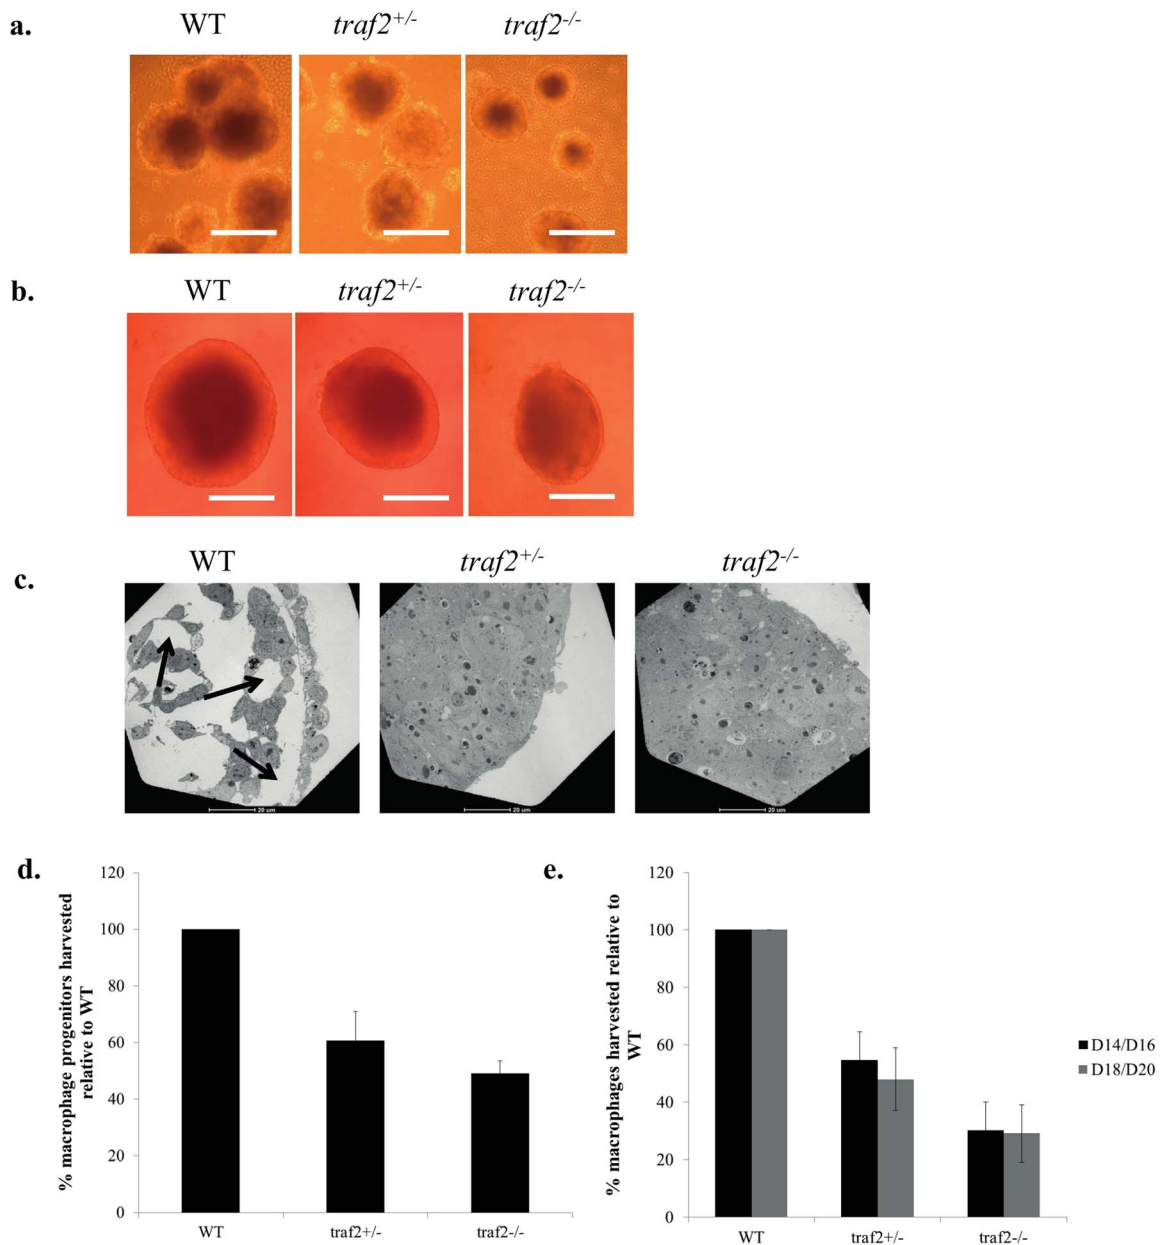 a.
WT traf2+/- traf2-/-
b.
WT traf2+/- traf2-/-
c.
WT traf2+/- traf2-/-
20 um 20 um 20 um
d.
% macrophage progenitors harvested
relative to WT
120
100
80
60
40
20
0
WT traf2+/- traf2-/-
e.
% macrophages harvested relative to
WT
120
100
80
60
40
20
0
WT traf2+/- traf2-/-
D14/D16
D18/D20